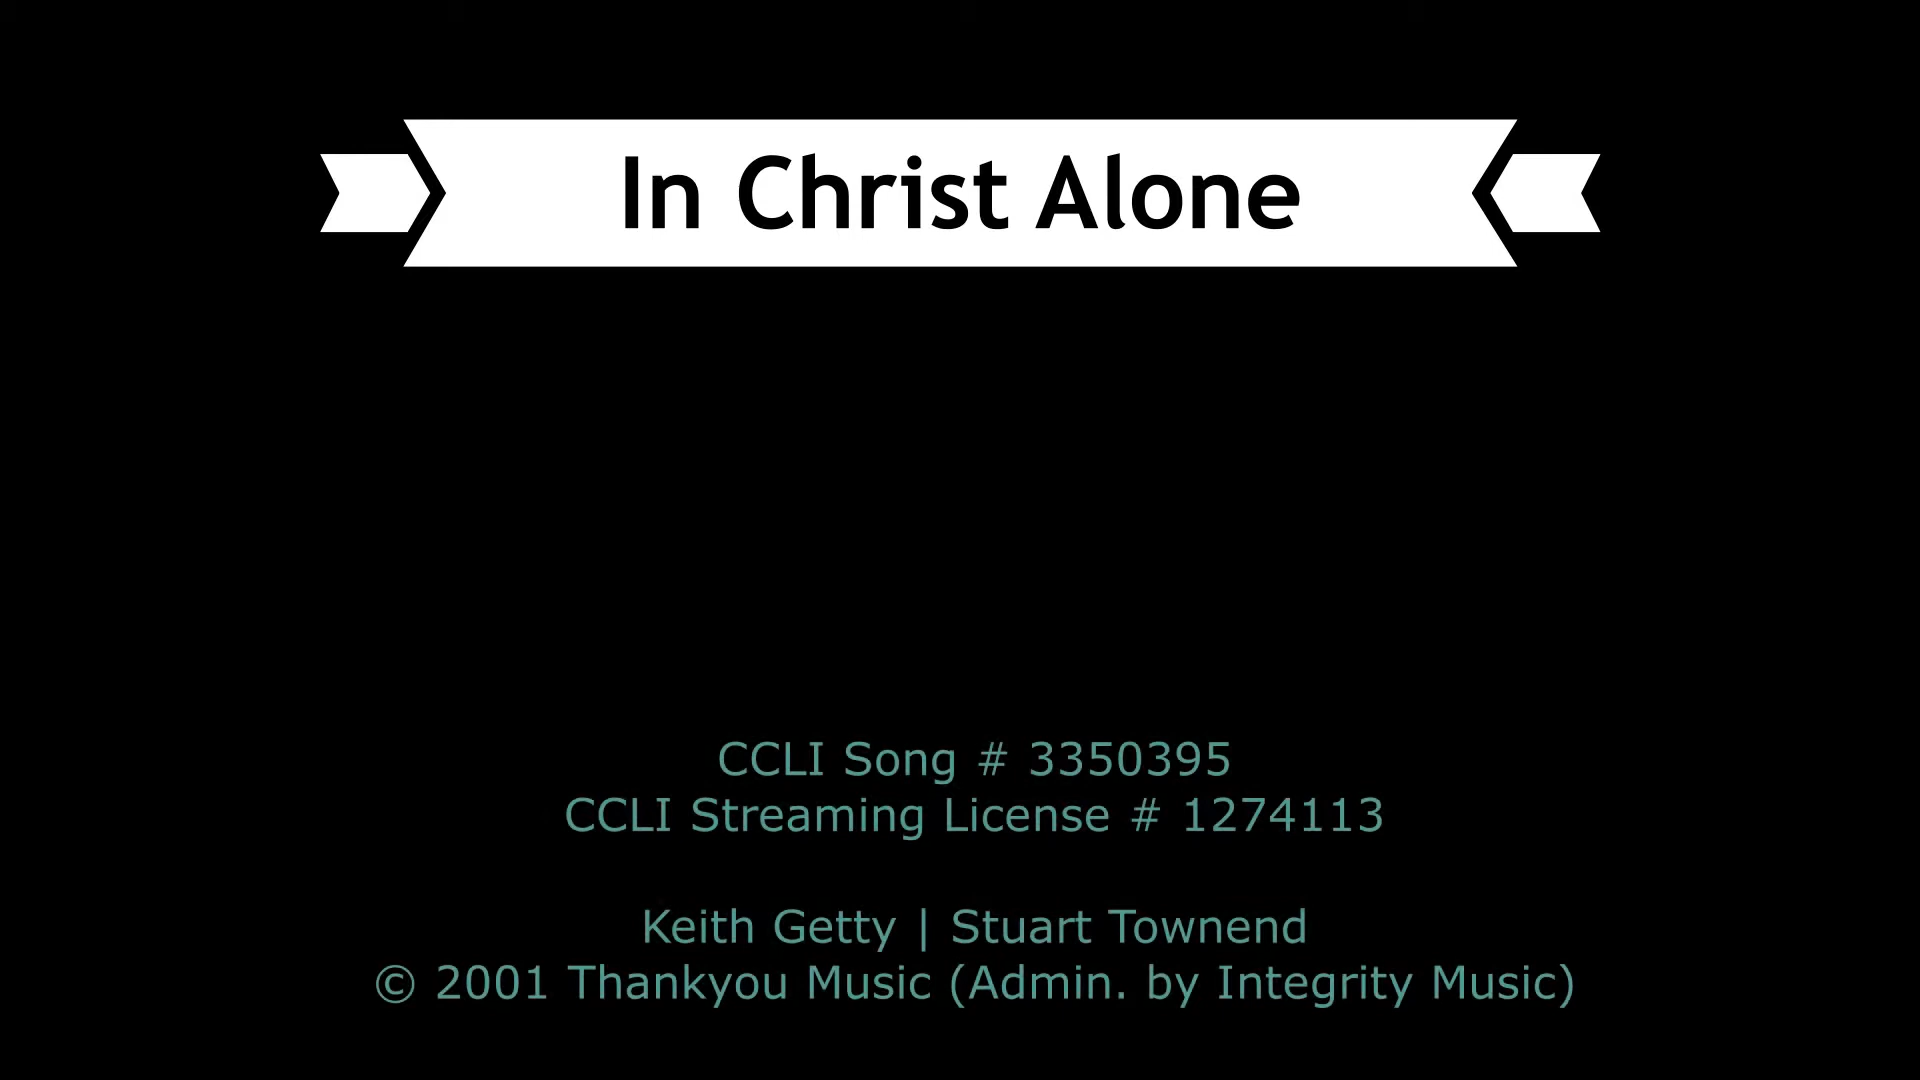 In Christ Alone
CCLI Song # 3350395
CCLI Streaming License # 1274113
Keith Getty | Stuart Townend
© 2001 Thankyou Music (Admin. by Integrity Music)